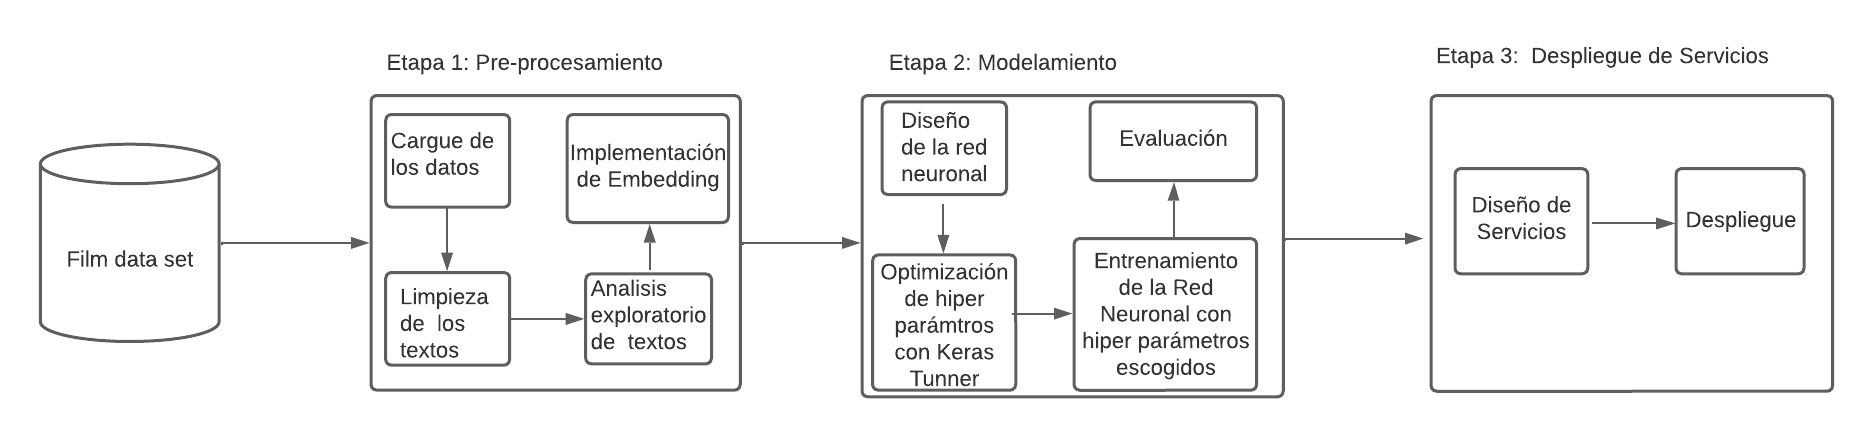 Film data set
Etapa 1: Pre-procesamiento
Cargue de
los datos
Limpieza
de los
textos
Analisis
exploratorio
de textos
Implementación
de Embedding
Etapa 2: Modelamiento
Diseño
de la red
neuronal
Optimización
de hiper
parámtros
con Keras
Tunner
Entrenamiento
de la Red
Neuronal con
hiper parámetros
escogidos
Evaluación
Etapa 3: Despliegue de Servicios
Diseño de
Servicios
Despliegue